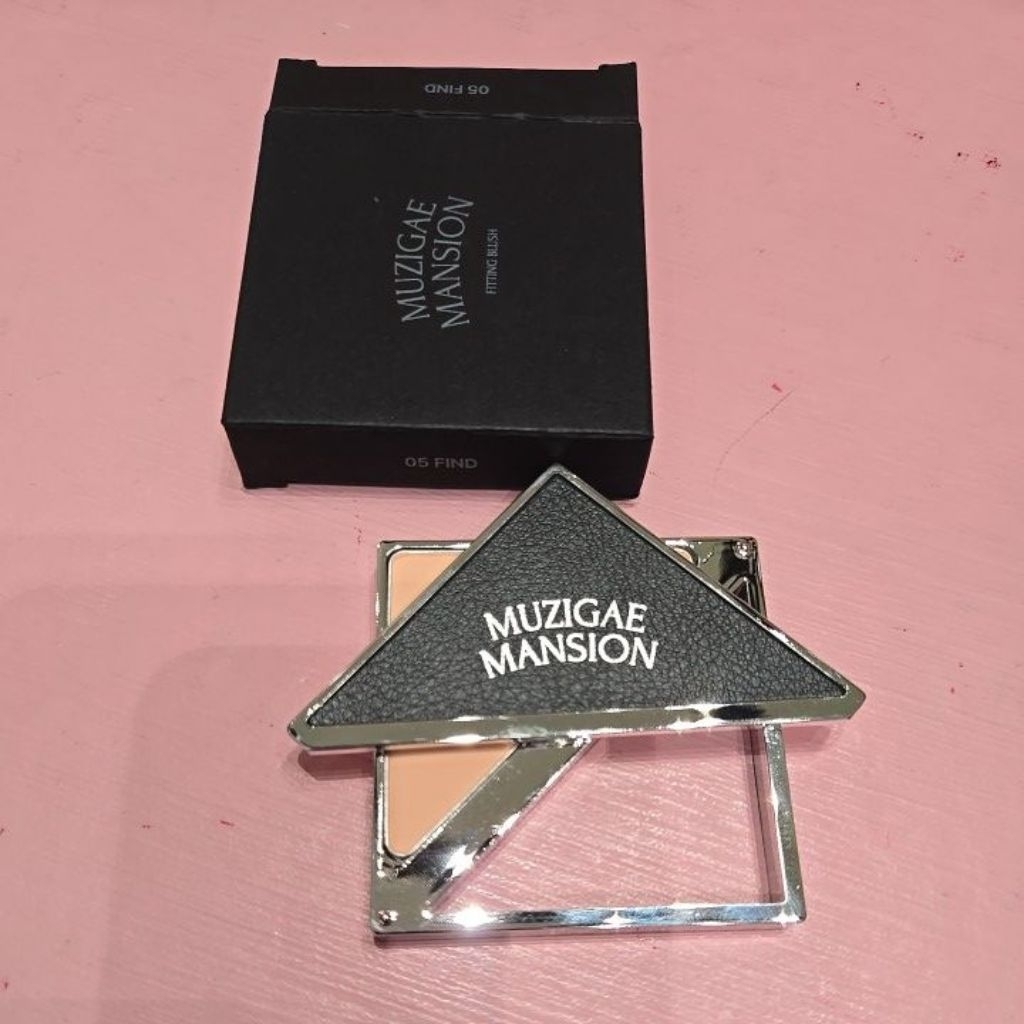 05 FIND
MUZIGAE
MANSION
FITTING BLUSH
05 FIND
MUZIGAE
MANSION